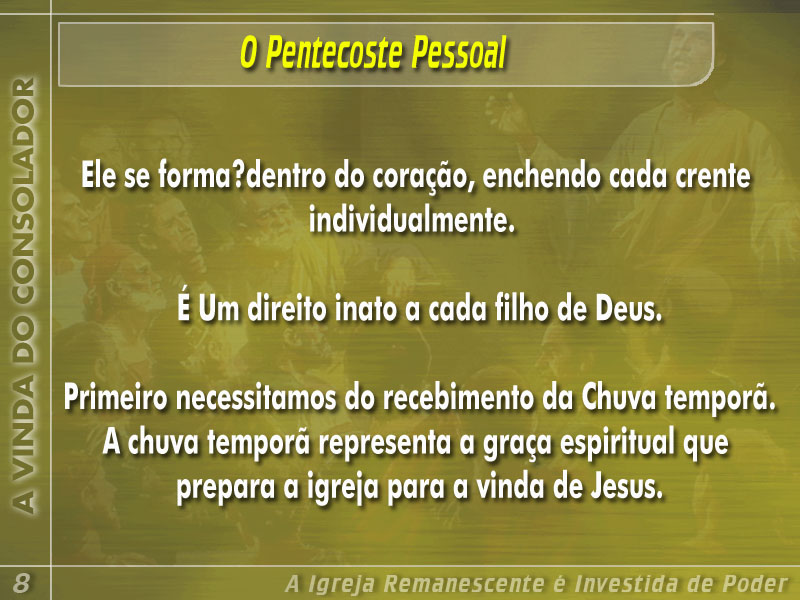 O Pentecoste Pessoal
A VINDA DO CONSOLADOR
Ele se forma?dentro do coração, enchendo cada crente
individualmente.
É Um direito inato a cada filho de Deus.
Primeiro necessitamos do recebimento da Chuva temporã.
A chuva temporã representa a graça espiritual que
prepara a igreja para a vinda de Jesus.
8
A Igreja Remanescente é Investida de Poder